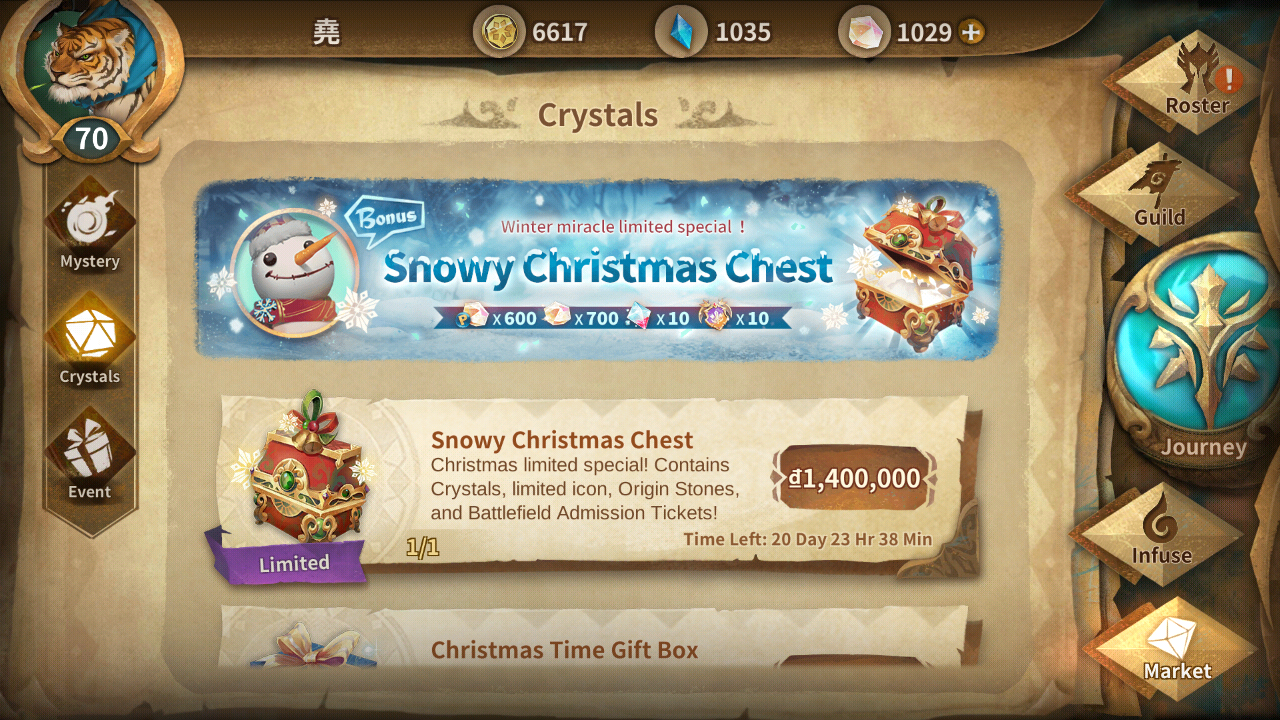 堯
6617
1035
1029
70
Crystals
Roster
Guild
Mystery
Bonus
Winter miracle limited special !
Snowy Christmas Chest
x600 x700 x10 x10
Crystals
Journey
Snowy Christmas Chest
Christmas limited special! Contains
Crystals, limited icon, Origin Stones,
and Battlefield Admission Tickets!
₫1,400,000
Event
1/1
Time Left: 20 Day 23 Hr 38 Min
Limited
Infuse
Christmas Time Gift Box
Market